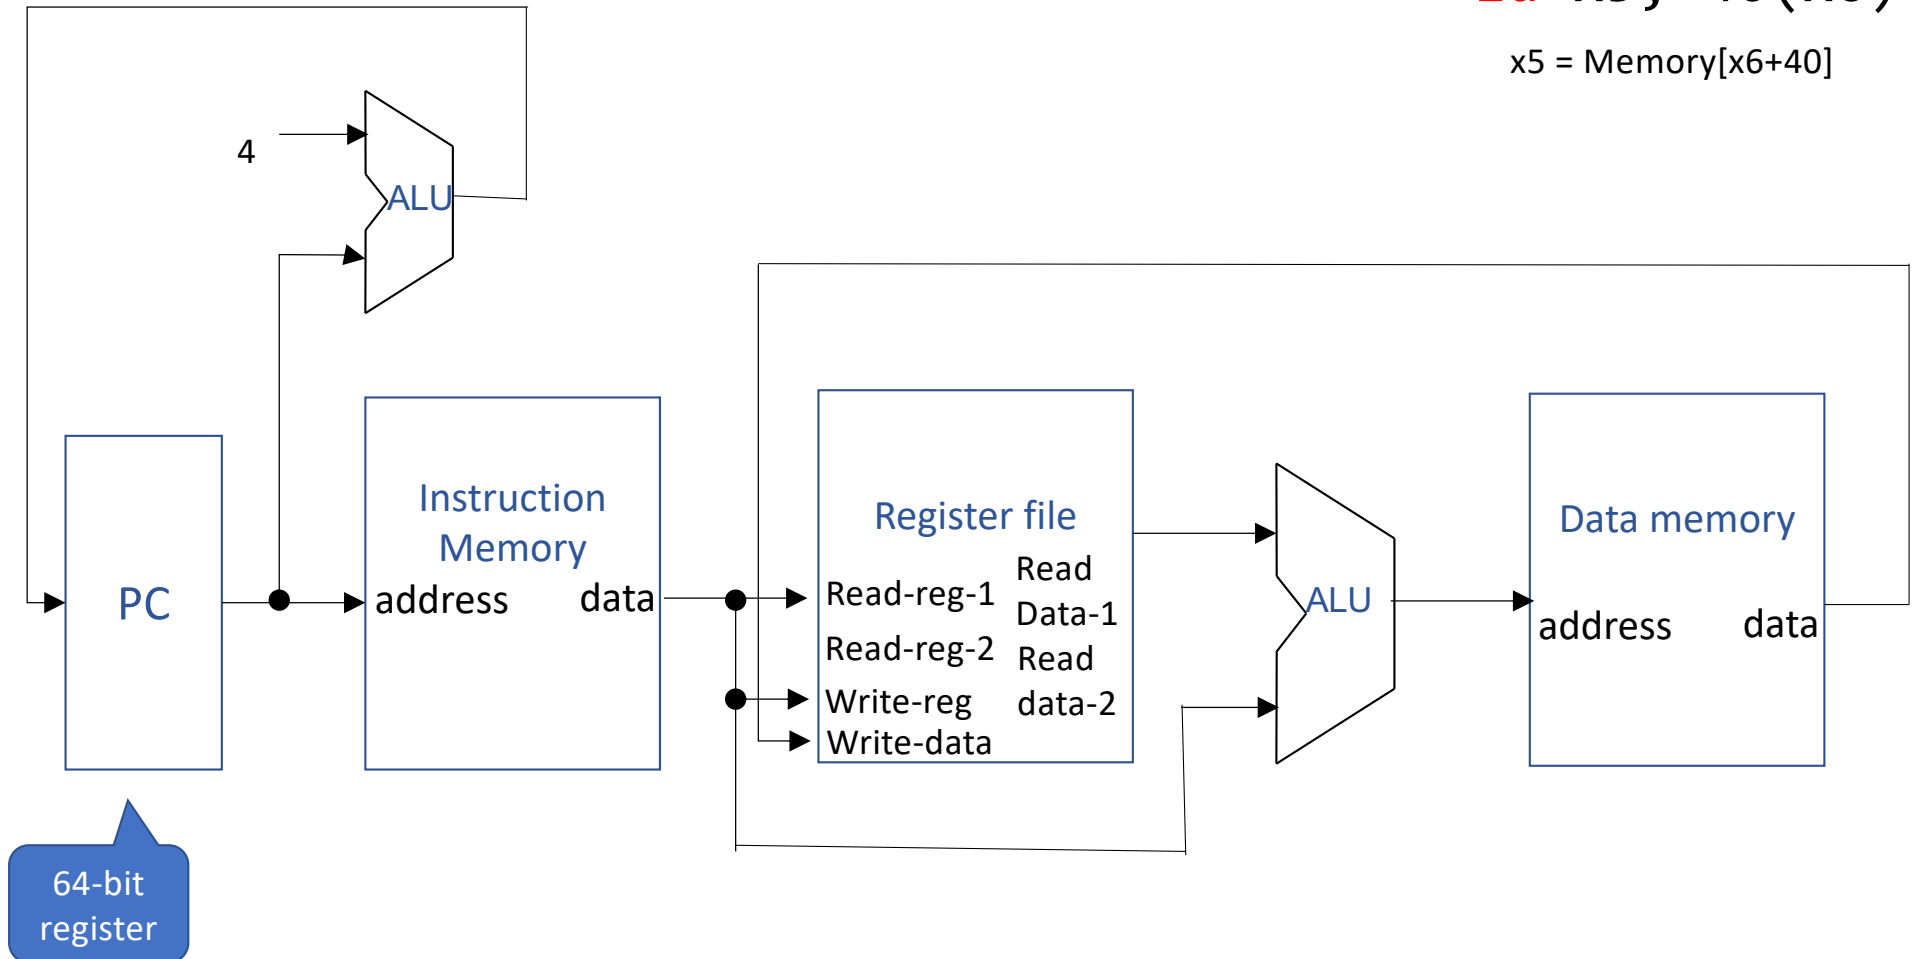 x5 = Memory[x6+40]
4
ALU
Instruction
Memory
Register file
Data memory
PC
address
data
Read-reg-1
Read-reg-2
Write-reg
Write-data
Read
Data-1
Read
data-2
ALU
address
data
64-bit
register